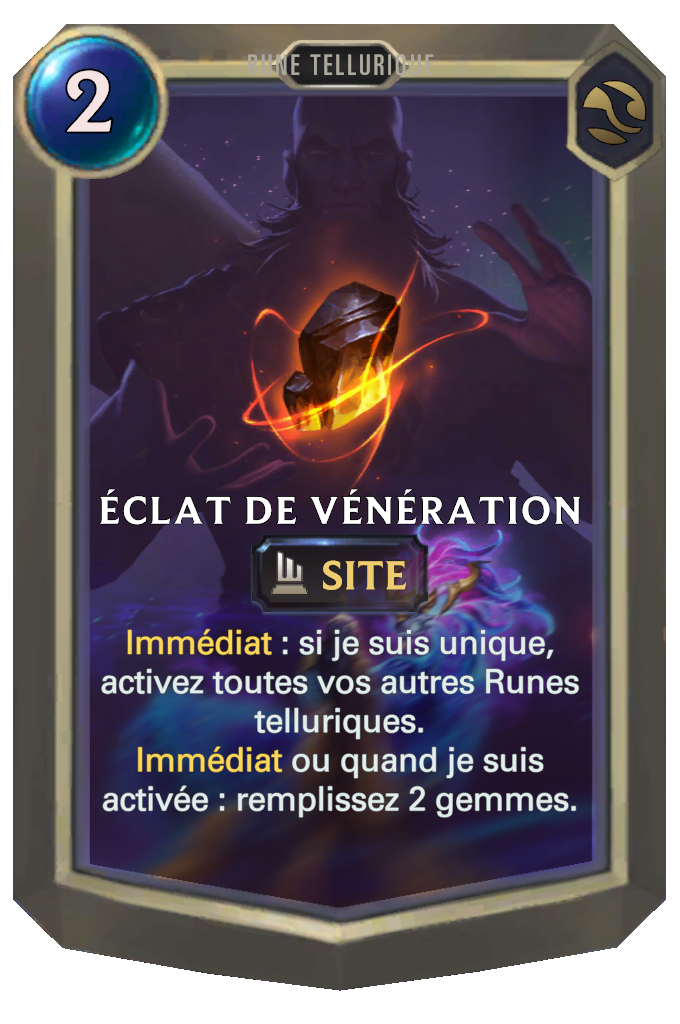 RUNE TELLURIQUE
2
ÉCLAT DE VÉNÉRATION
SITE
Immédiat : si je suis unique,
activez toutes vos autres Runes
telluriques.
Immédiat ou quand je suis
activée : remplissez 2 gemmes.